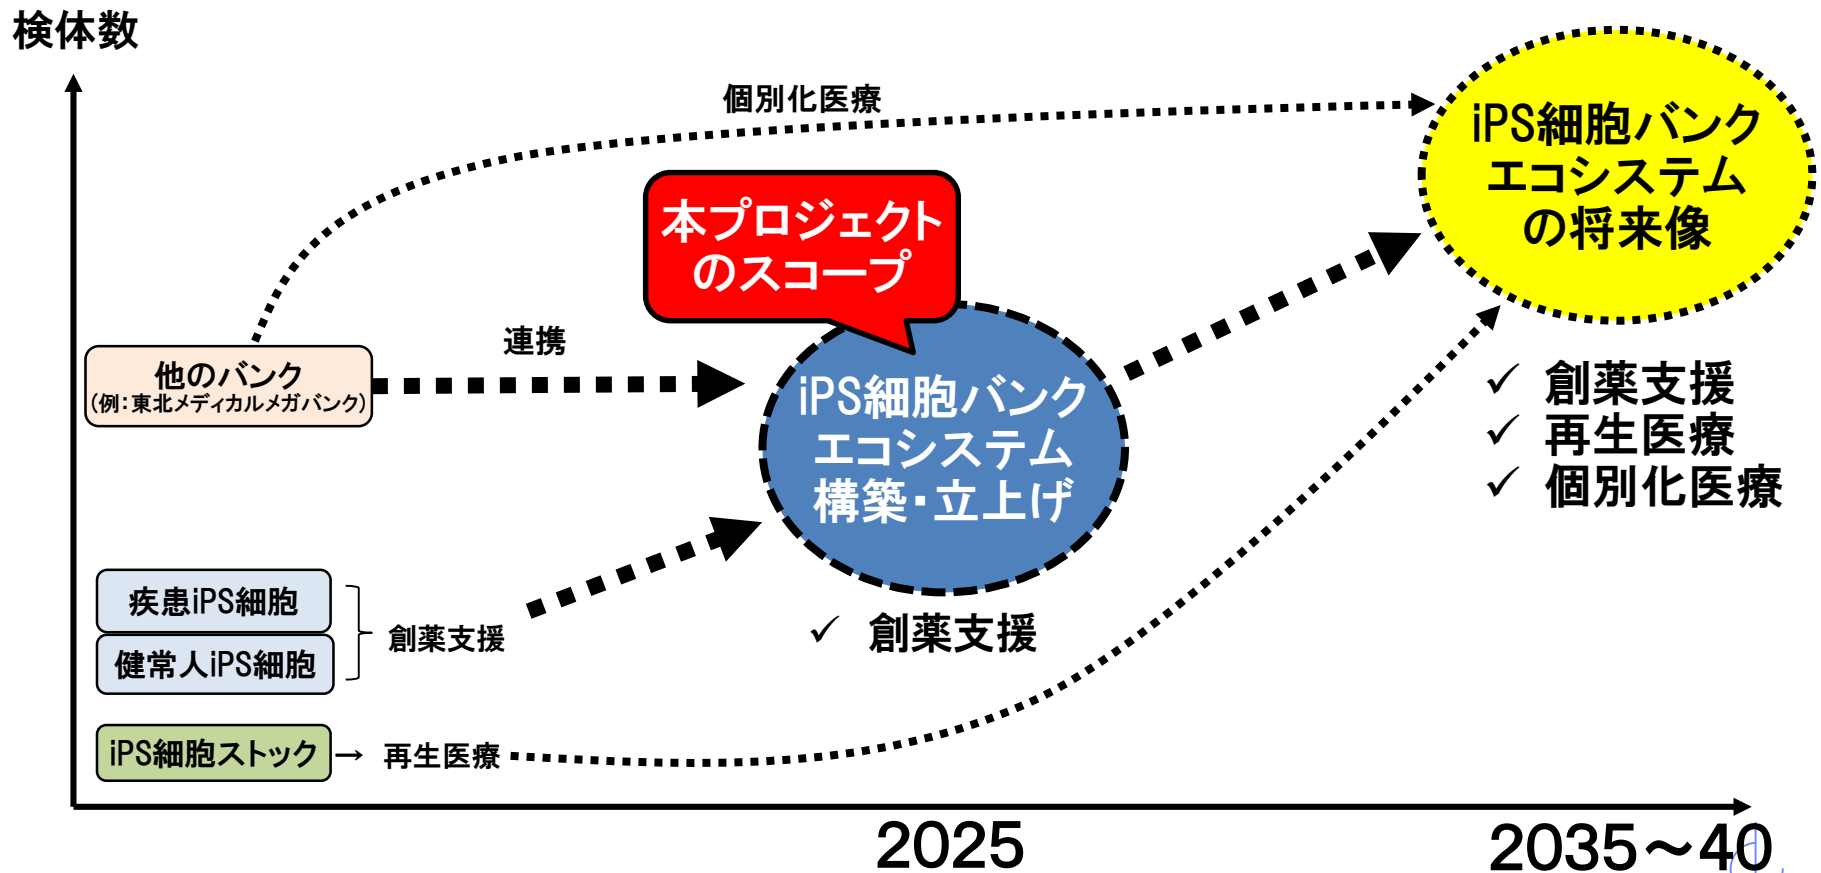 検体数
個別化医療
iPS細胞バンク
エコシステム
の将来像
本プロジェクト
のスコープ
連携
他のバンク
(例：東北メディカルメガバンク)
iPS細胞バンク
エコシステム
構築・立上げ
✓ 創薬支援
✓ 再生医療
✓ 個別化医療
疾患iPS細胞
健常人iPS細胞
創薬支援
✓ 創薬支援
iPS細胞ストック
→ 再生医療
2025
2035～40